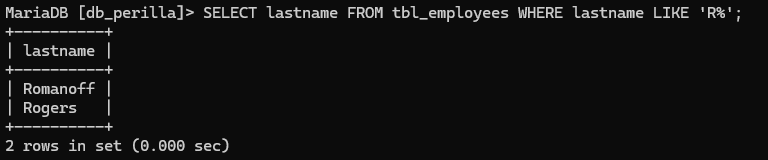 MariaDB [db_perilla]> SELECT lastname FROM tbl_employees WHERE lastname LIKE 'R%';
+----------+
| lastname |
+----------+
| Romanoff |
| Rogers   |
+----------+
2 rows in set (0.000 sec)